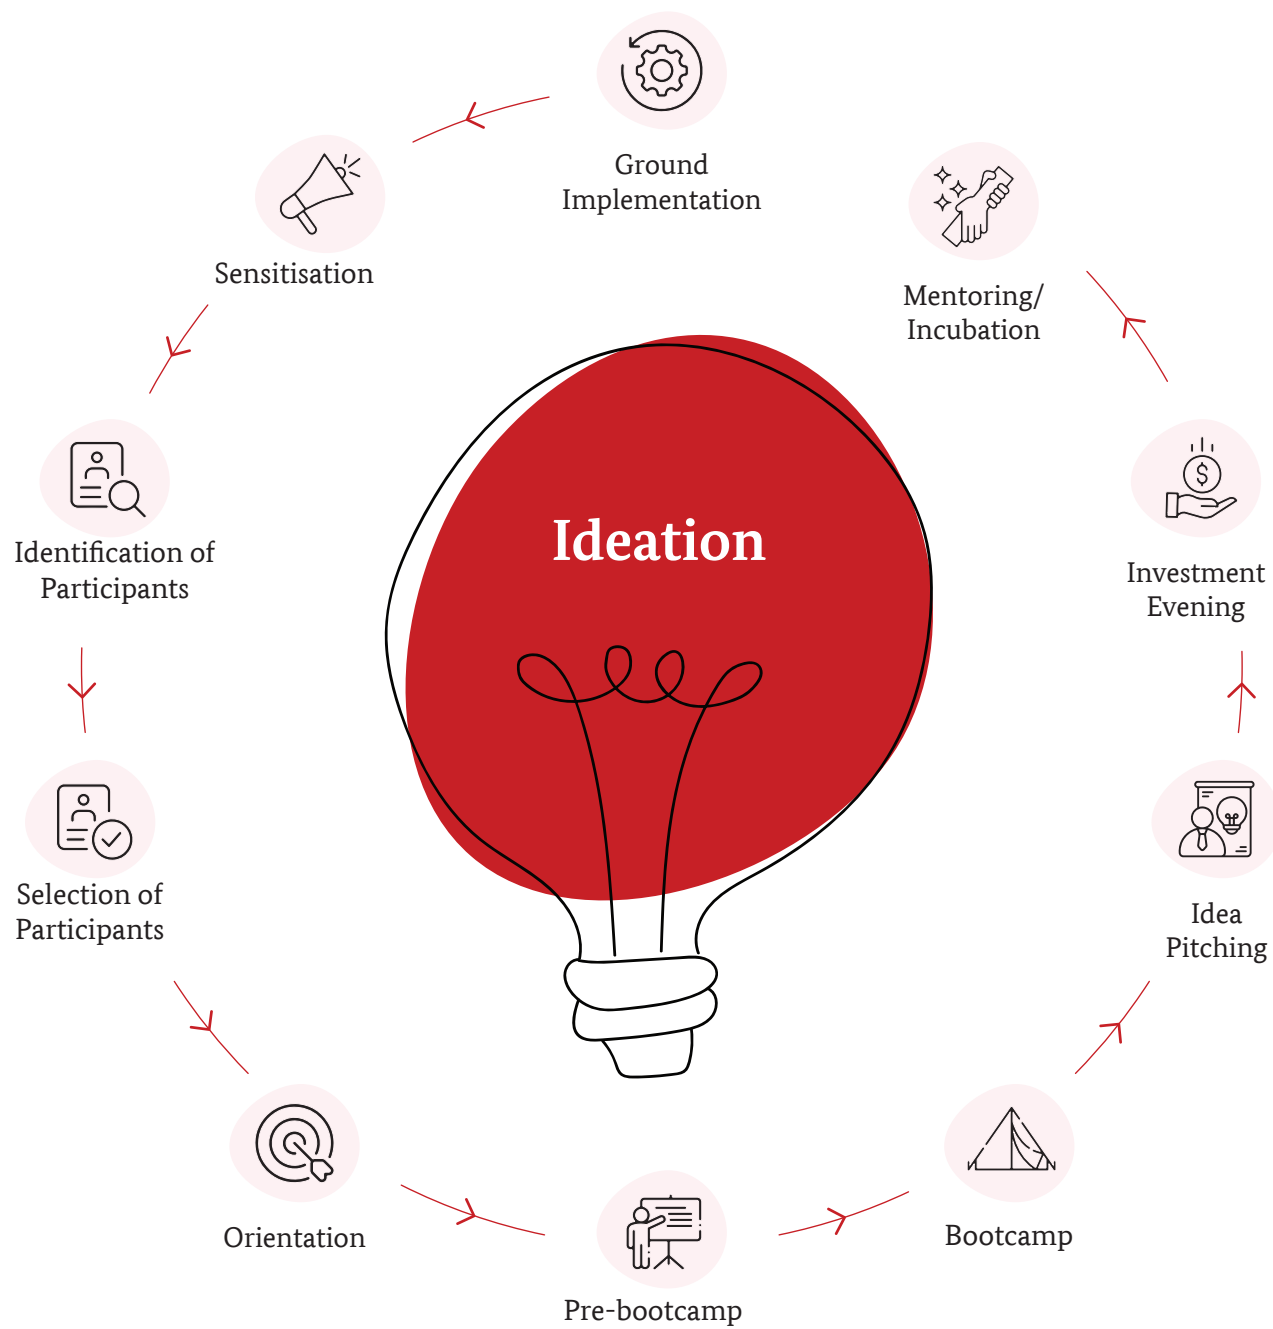 Ground
Implementation
Sensitisation
Identification of
Participants
Selection of
Participants
Orientation
Pre-bootcamp
Bootcamp
Idea
Pitching
Investment
Evening
Mentoring/
Incubation
Ideation
$